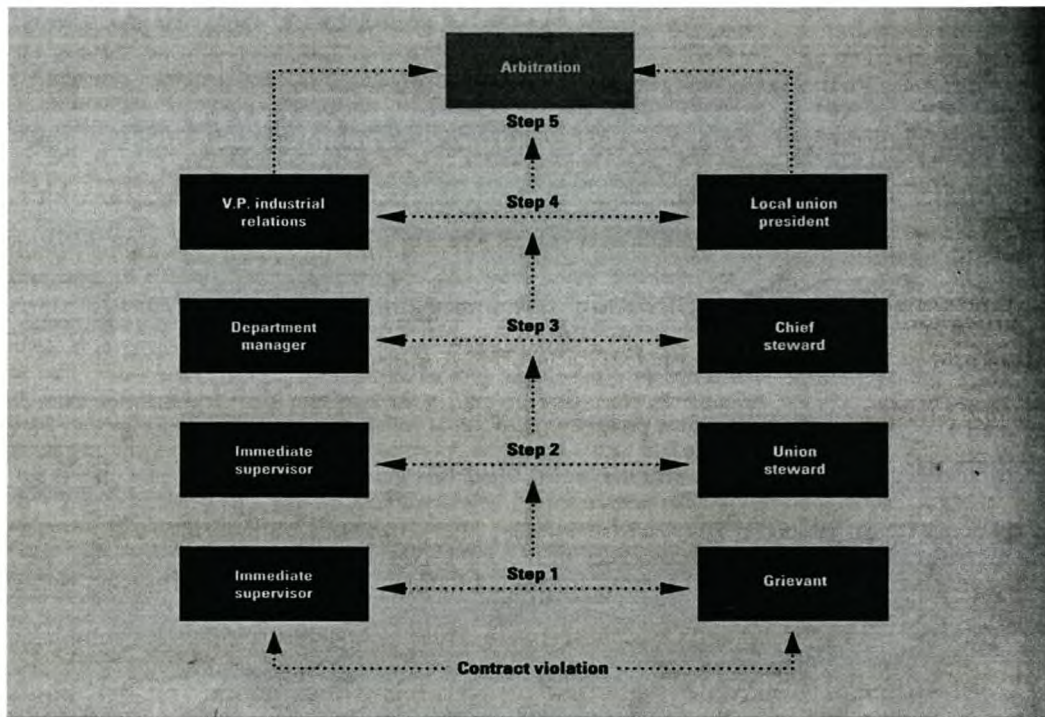 Arbitration
Step 5
V.P. industrial
relations
Step 4
Local union
president
Department
manager
Step 3
Chief
steward
Immediate
supervisor
Step 2
Union
steward
Immediate
supervisor
Step 1
Grievant
Contract violation